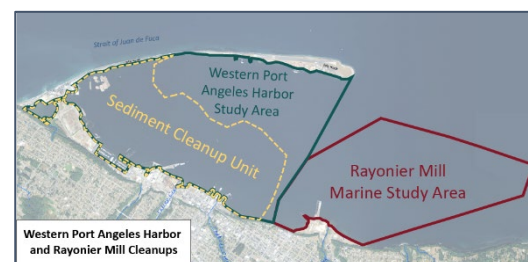 Strait of Juan de Fuca
Western Port
Angeles Harbor
Study Area
Sediment Cleanup Unit
Rayonier Mill
Marine Study Area
Western Port Angeles Harbor
and Rayonier Mill Cleanups